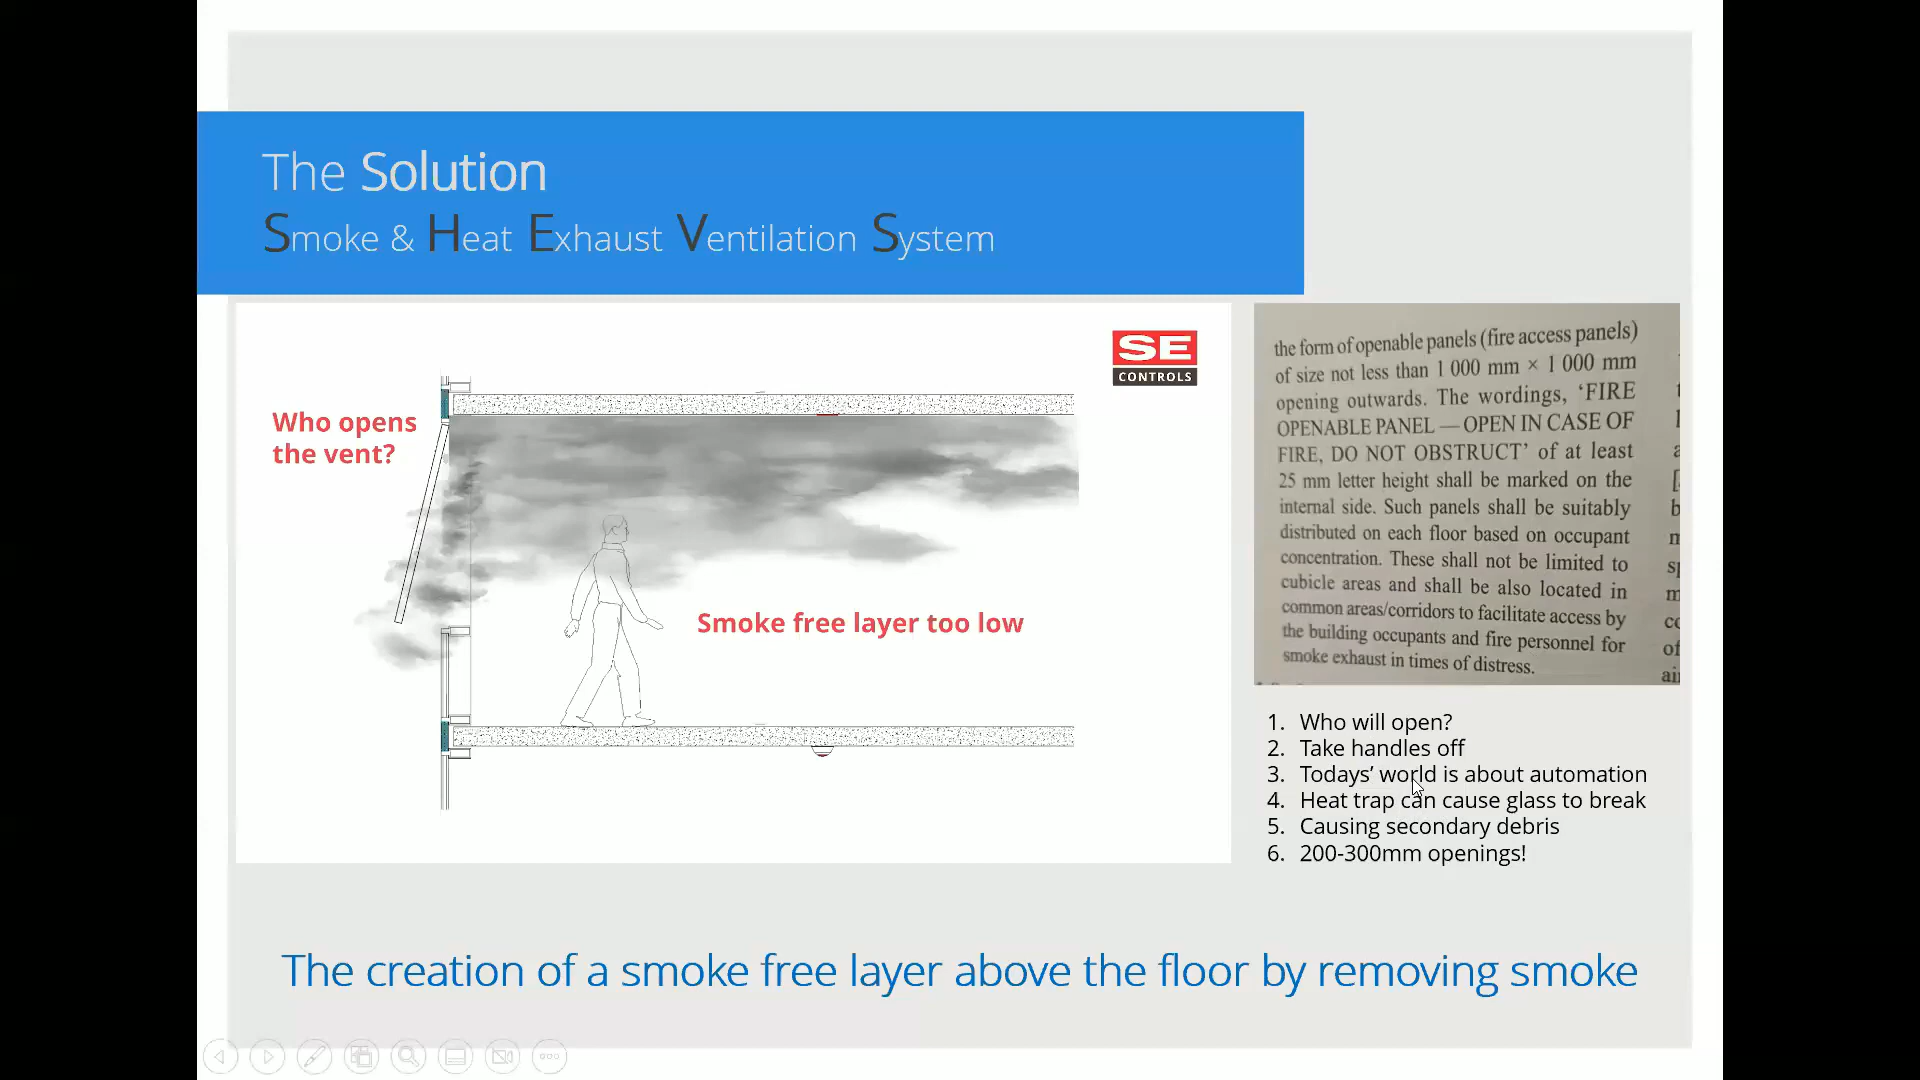 The Solution
Smoke & Heat Exhaust Ventilation System
SE
CONTROLS
Who opens
the vent?
Smoke free layer too low
the form of openable panels (fire access panels)
of size not less than 1 000 mm × 1 000 mm
opening outwards. The wordings, ‘FIRE
OPENABLE PANEL — OPEN IN CASE OF
FIRE, DO NOT OBSTRUCT’ of at least
25 mm letter height shall be marked on the
internal side. Such panels shall be suitably
distributed on each floor based on occupant
concentration. These shall not be limited to
cubicle areas and shall be also located in
common areas/corridors to facilitate access by
the building occupants and fire personnel for
smoke exhaust in times of distress.
1. Who will open?
2. Take handles off
3. Todays’ world is about automation
4. Heat trap can cause glass to break
5. Causing secondary debris
6. 200-300mm openings!
The creation of a smoke free layer above the floor by removing smoke